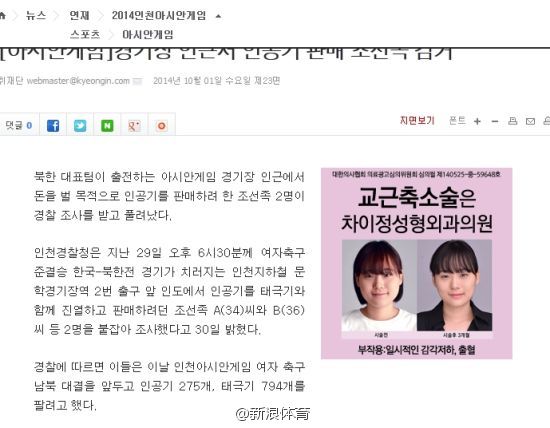 뉴스 > 연재 > 2014인천아시안게임
스포츠 > 아시안게임
[아시안게임]경기장 인근서 인공기 판매 조선족 검거
취재단 webmaster@kyeongin.com
2014년 10월 01일 수요일 제23면
댓글 0
지면보기
폰트
북한 대표팀이 출전하는 아시안게임 경기장 인근에서
돈을 벌 목적으로 인공기를 판매하려 한 조선족 2명이
경찰 조사를 받고 풀려났다.
인천경찰청은 지난 29일 오후 6시30분께 여자축구
준결승 한국-북한전 경기가 치러지는 인천지하철 문
학경기장역 2번 출구 앞 인도에서 인공기를 태극기와
함께 진열하고 판매하려던 조선족 A(34)씨와 B(36)
씨 등 2명을 붙잡아 조사했다고 30일 밝혔다.
경찰에 따르면 이들은 이날 인천아시안게임 여자 축구
남북 대결을 앞두고 인공기 275개, 태극기 794개를
팔려고 했다.
대한의사협회 의료광고심의위원회 심의필 제140525-중-59648호
교근축소술은
차이정성형외과의원
시술전
시술후 3개월
부작용:일시적인 감각저하, 출혈
@新浪体育